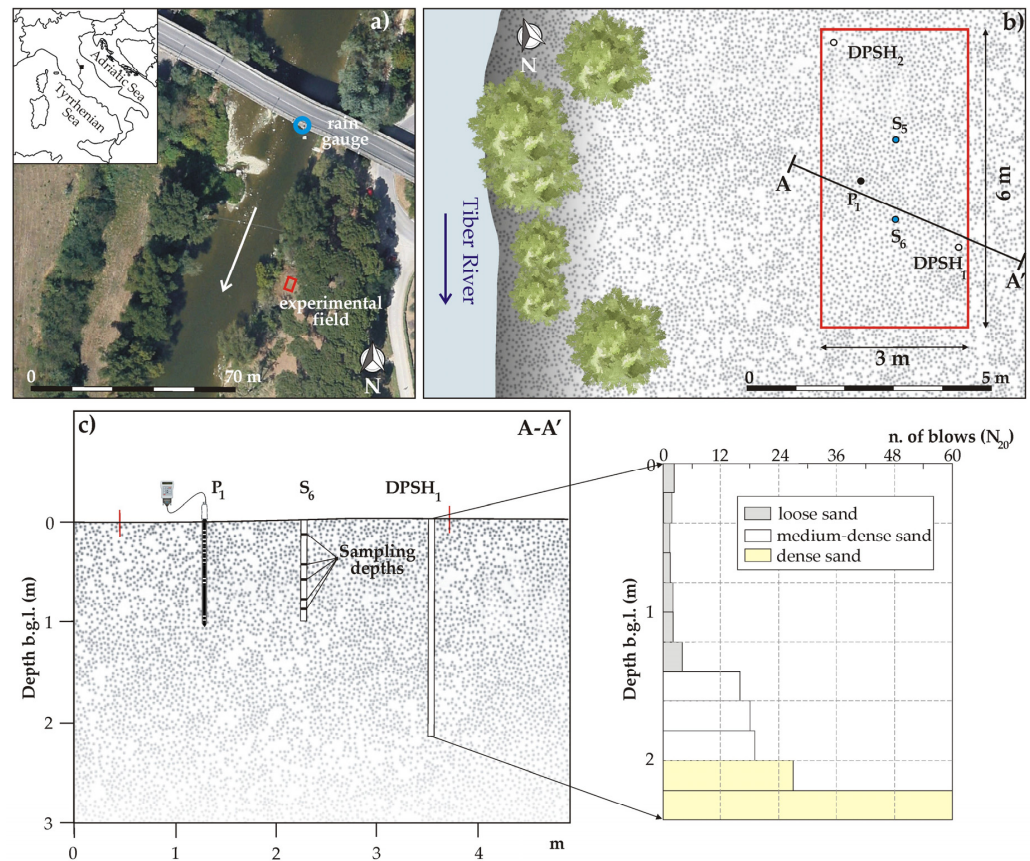 a)
Adriatic Sea
Tyrrhenian
Sea
rain
gauge
experimental
field
N
0 70 m
b)
N
DPSH2
S5
A
P1
S6
DPSH1
A'
6 m
3 m
Tiber River
0 5 m
c)
A-A'
P1 S6 DPSH1
Sampling
depths
Depth b.g.l. (m)
0
1
2
3
0 1 2 3 4 m
n. of blows (N20)
0 12 24 36 48 60
0
1
2
Depth b.g.l. (m)
loose sand
medium-dense sand
dense sand